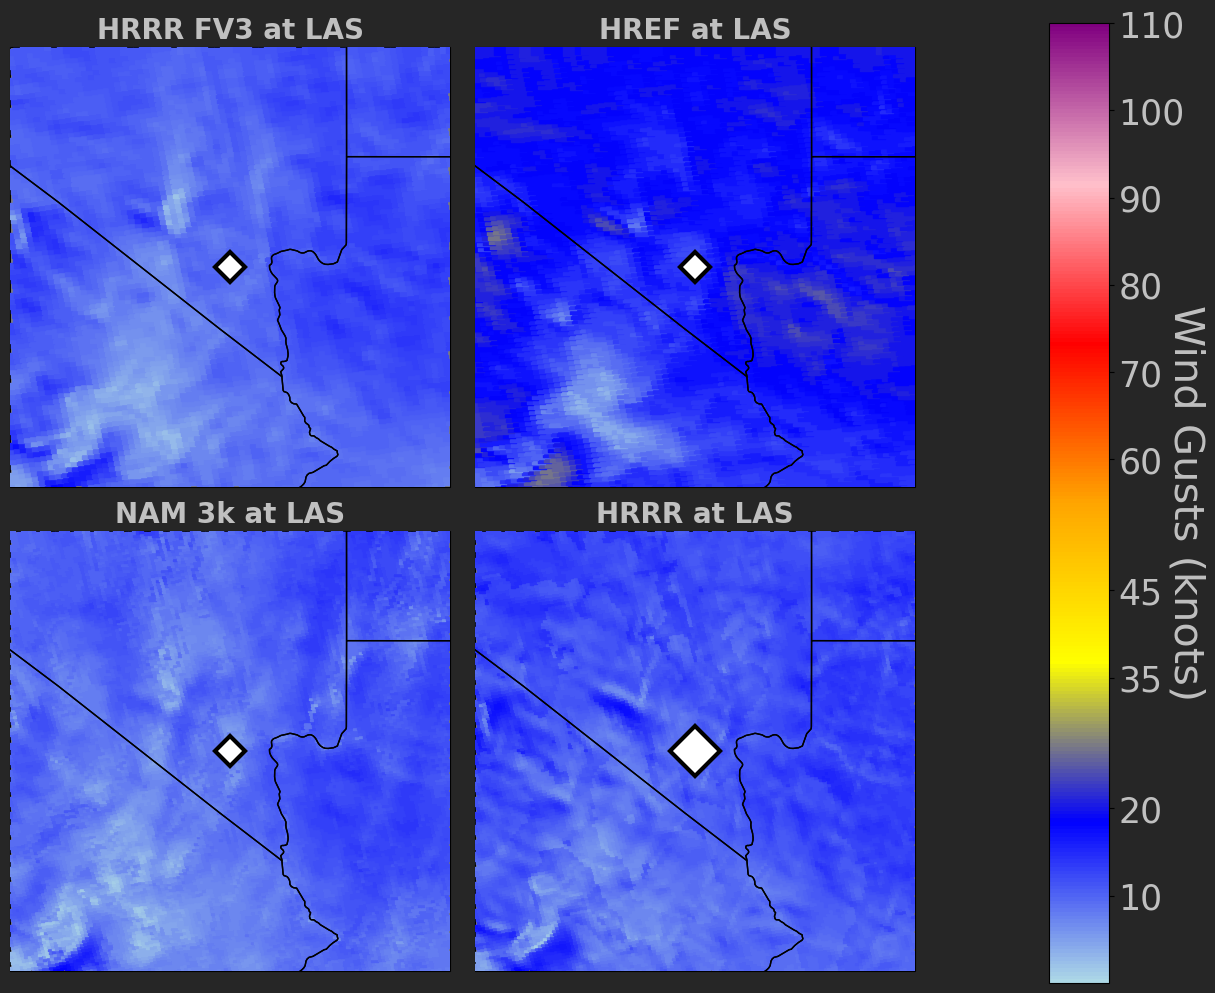 HRRR FV3 at LAS
HREF at LAS
NAM 3k at LAS
HRRR at LAS
110
100
90
80
70
60
45
35
20
10
Wind Gusts (knots)